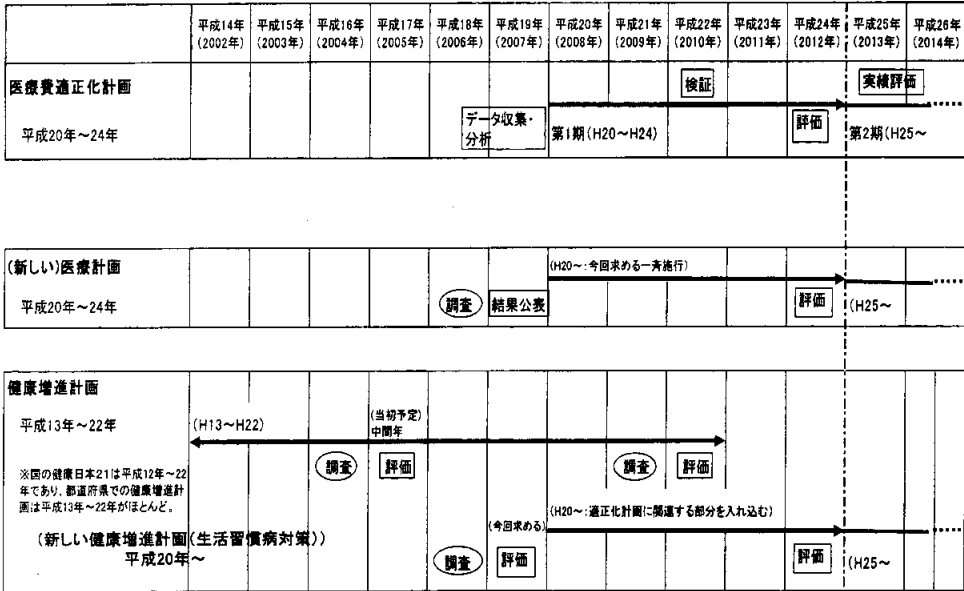 平成14年 平成15年 平成16年 平成17年 平成18年 平成19年 平成20年 平成21年 平成22年 平成23年 平成24年 平成25年 平成26年
(2002年) (2003年) (2004年) (2005年) (2006年) (2007年) (2008年) (2009年) (2010年) (2011年) (2012年) (2013年) (2014年)
医療費適正化計画
検証
実績評価
平成20年～24年
データ収集・
分析
第1期(H20～H24)
評価
第2期(H25～
(新しい)医療計画
(H20～:今回求める一斉施行)
平成20年～24年
調査
結果公表
評価
(H25～
健康増進計画
平成13年～22年
(H13～H22)
(当初予定)
中間年
調査
評価
調査
評価
※国の健康日本21は平成12年～22
年であり、都道府県での健康増進計
画は平成13年～22年がほとんど。
(今回求める)
(H20～:適正化計画に関連する部分を入れ込む)
(新しい健康増進計画(生活習慣病対策))
平成20年～
調査
評価
評価
(H25～